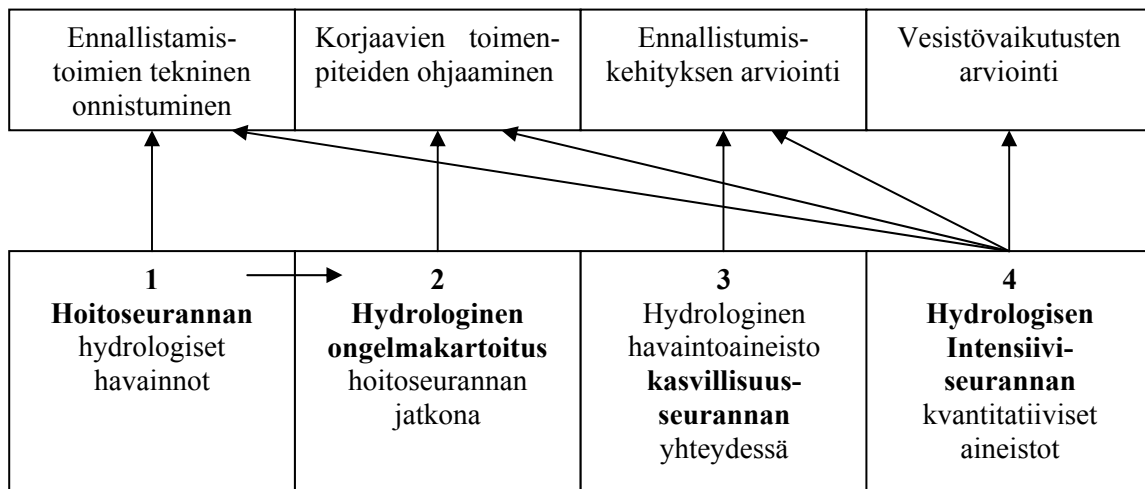 Ennallistamis-
toimien tekninen
onnistuminen
Korjaavien toimen-
piteiden ohjaaminen
Ennallistumis-
kehityksen arviointi
Vesistövaikutusten
arviointi
1
Hoitoseurannan
hydrologiset
havainnot
2
Hydrologinen
ongelmakartoitus
hoitoseurannan
jatkona
3
Hydrologinen
havaintoaineisto
kasvillisuus-
seurannan
yhteydessä
4
Hydrologisen
Intensiivi-
seurannan
kvantitatiiviset
aineistot